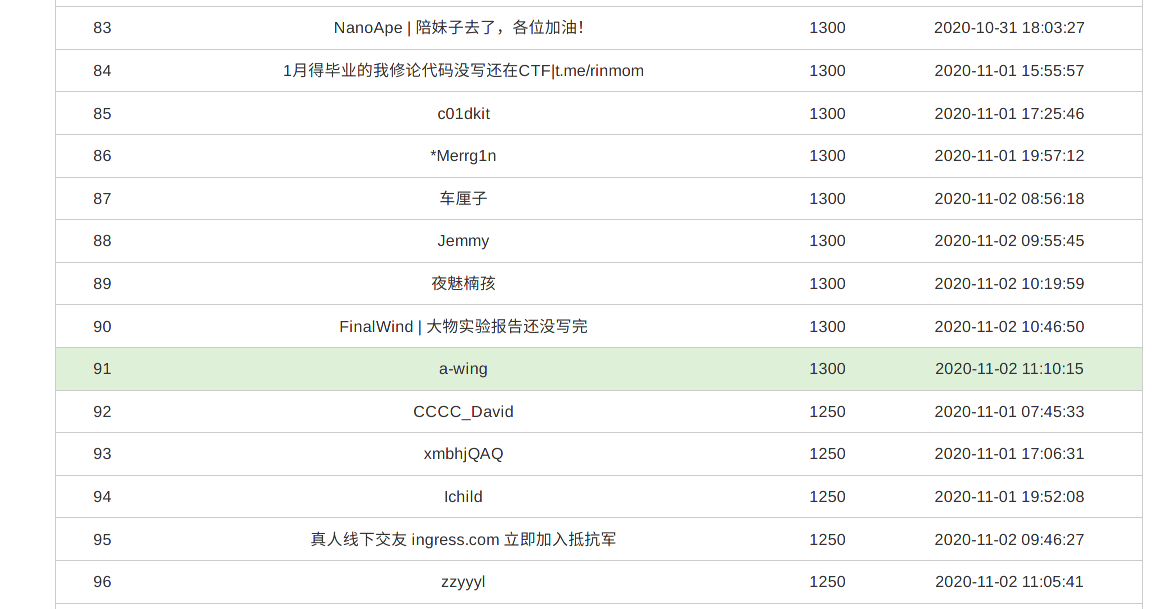 83 NanoApe | 陪妹子去了，各位加油！ 1300 2020-10-31 18:03:27
84 1月得毕业的我修论代码没写还在CTF|t.me/rinmom 1300 2020-11-01 15:55:57
85 c01dkit 1300 2020-11-01 17:25:46
86 *Merrg1n 1300 2020-11-01 19:57:12
87 车厘子 1300 2020-11-02 08:56:18
88 Jemmy 1300 2020-11-02 09:55:45
89 夜魅楠孩 1300 2020-11-02 10:19:59
90 FinalWind | 大物实验报告还没写完 1300 2020-11-02 10:46:50
91 a-wing 1300 2020-11-02 11:10:15
92 CCCC_David 1250 2020-11-01 07:45:33
93 xmbhjQAQ 1250 2020-11-01 17:06:31
94 Ichild 1250 2020-11-01 19:52:08
95 真人线下交友 ingress.com 立即加入抵抗军 1250 2020-11-02 09:46:27
96 zzyyyl 1250 2020-11-02 11:05:41